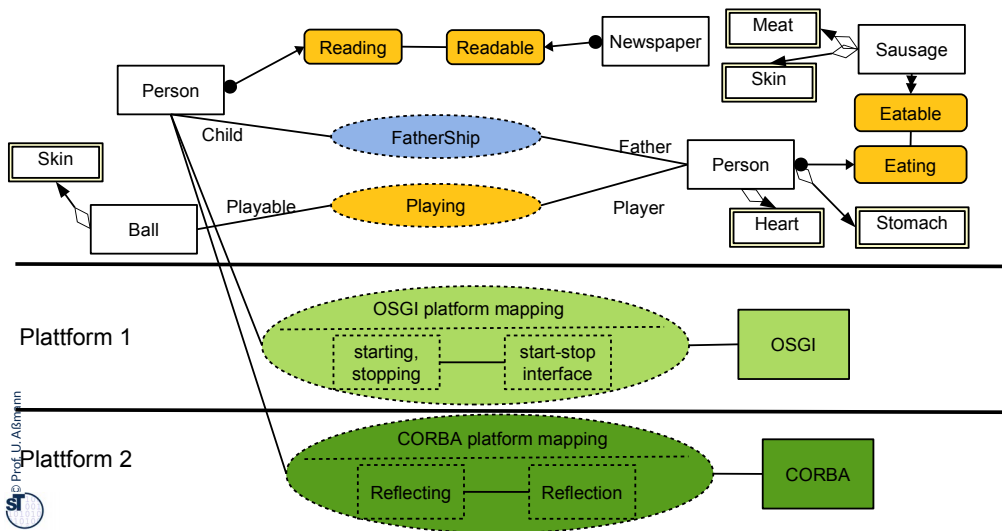 Meat
Reading
Readable
Newspaper
Sausage
Skin
Person
Eatable
Child
FatherShip
Father
Skin
Person
Eating
Playable
Playing
Player
Ball
Heart
Stomach
OSGI platform mapping
Plattform 1
starting,
stopping
start-stop
interface
OSGI
© Prof. U. Aßmann
CORBA platform mapping
Plattform 2
Reflecting
Reflection
CORBA
ST